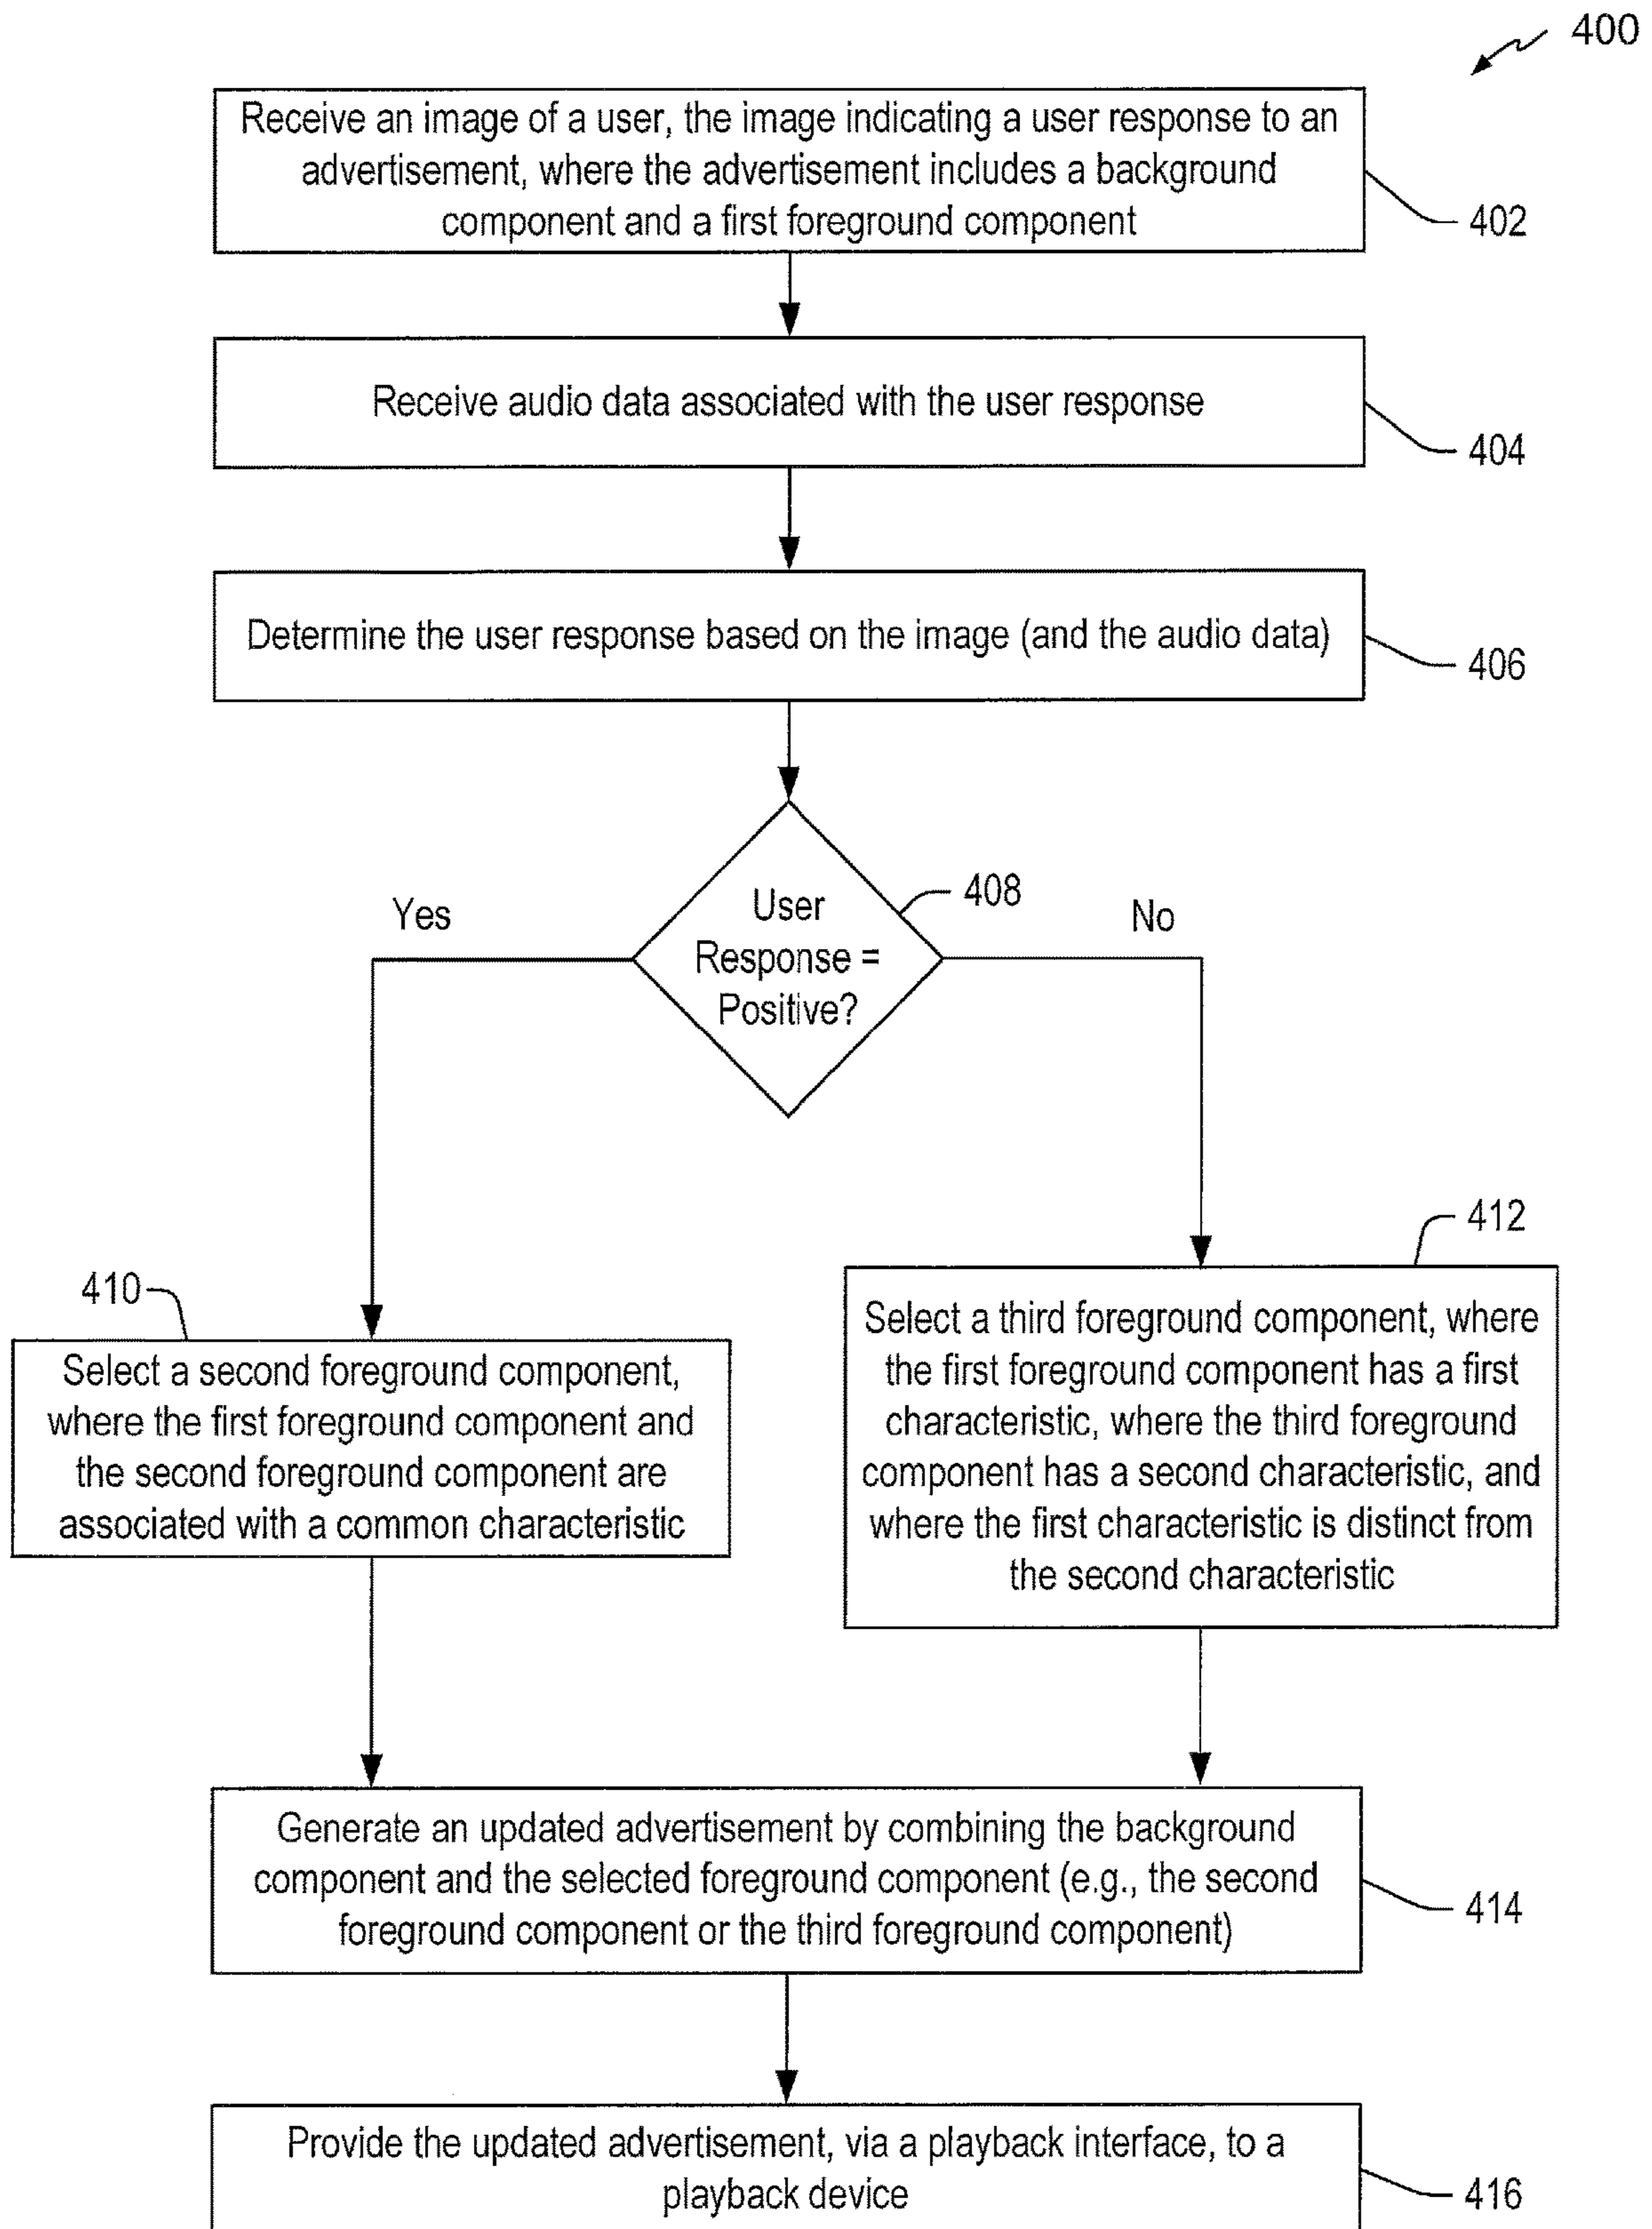 400
Receive an image of a user, the image indicating a user response to an
advertisement, where the advertisement includes a background
component and a first foreground component
402
Receive audio data associated with the user response
404
Determine the user response based on the image (and the audio data)
406
User
Response =
Positive?
408
Yes
No
410
Select a second foreground component,
where the first foreground component and
the second foreground component are
associated with a common characteristic
412
Select a third foreground component, where
the first foreground component has a first
characteristic, where the third foreground
component has a second characteristic, and
where the first characteristic is distinct from
the second characteristic
Generate an updated advertisement by combining the background
component and the selected foreground component (e.g., the second
foreground component or the third foreground component)
414
Provide the updated advertisement, via a playback interface, to a
playback device
416